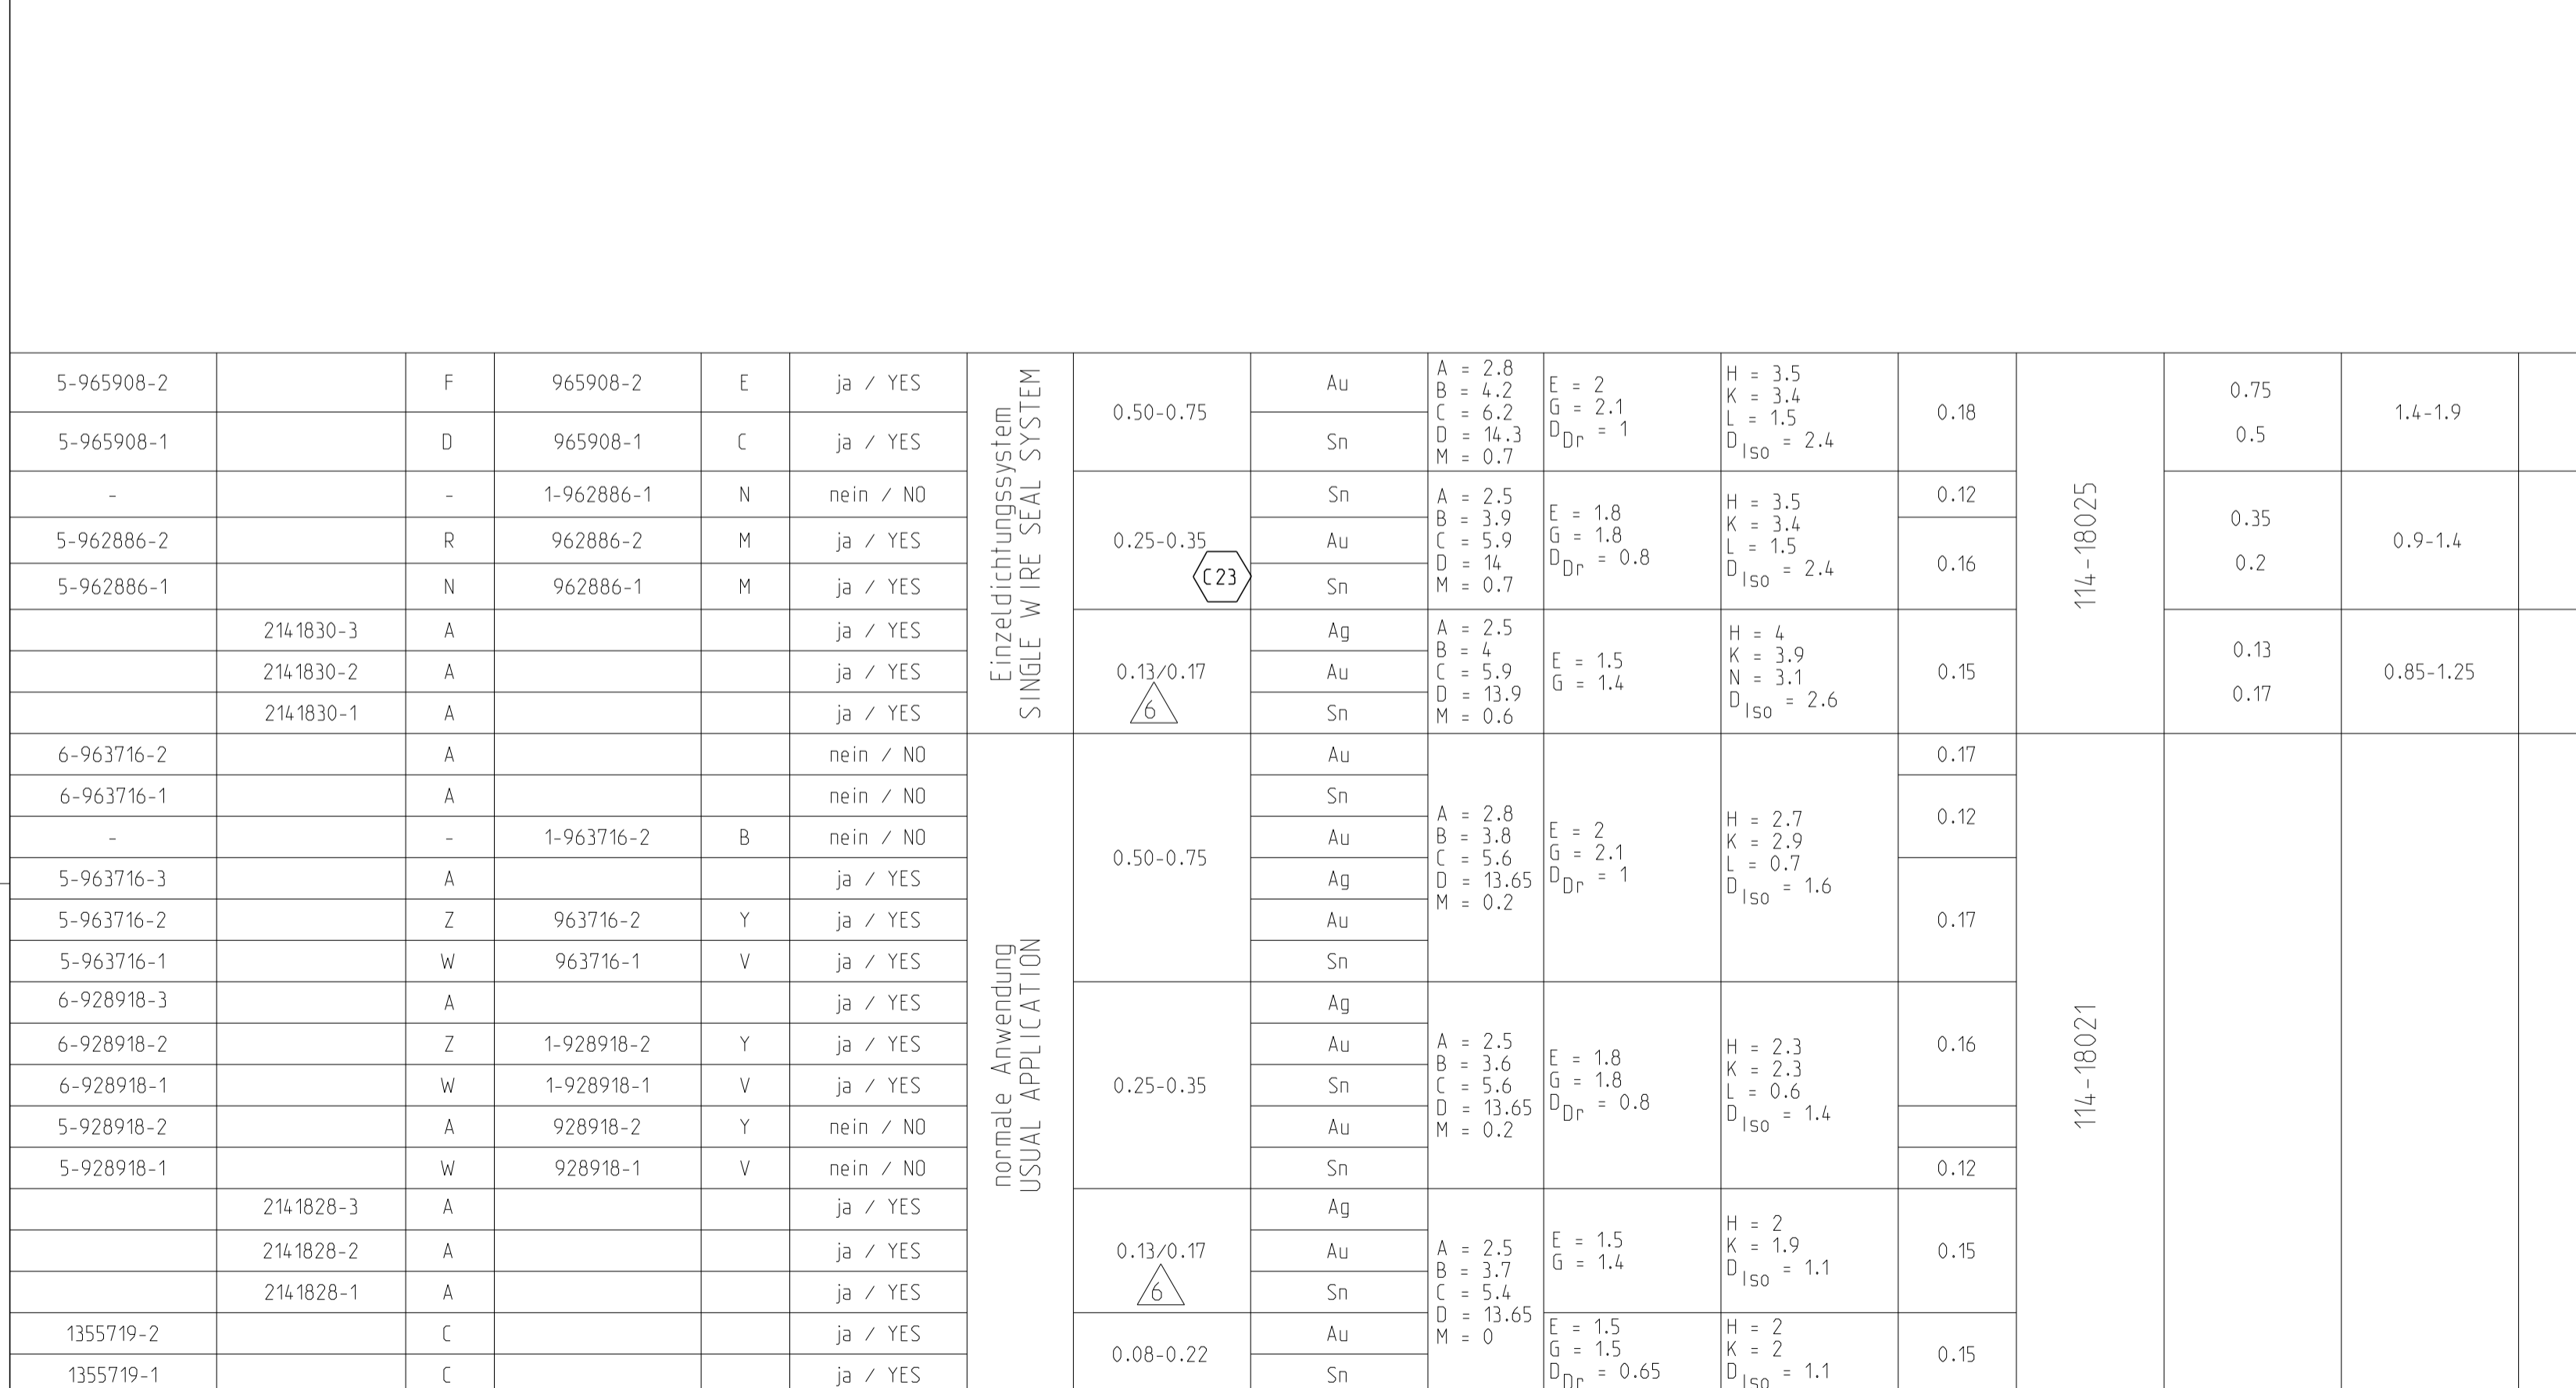 5-965908-2 F 965908-2 E ja / YES Au
5-965908-1 D 965908-1 C ja / YES Sn
0.50-0.75
A = 2.8
B = 4.2
C = 6.2
D = 14.3
M = 0.7
E = 2
G = 2.1
D Dr = 1
H = 3.5
K = 3.4
L = 1.5
D Iso = 2.4
0.18
0.75
0.5
1.4-1.9
Einzeldichtungssystem
SINGLE WIRE SEAL SYSTEM
114-18025
- - 1-962886-1 N nein / NO Sn 0.12
5-962886-2 R 962886-2 M ja / YES Au
5-962886-1 N 962886-1 M ja / YES Sn
0.16
0.25-0.35
C23
A = 2.5
B = 3.9
C = 5.9
D = 14
M = 0.7
E = 1.8
G = 1.8
D Dr = 0.8
H = 3.5
K = 3.4
L = 1.5
D Iso = 2.4
0.35
0.2
0.9-1.4
2141830-3 A ja / YES Ag
2141830-2 A ja / YES Au
2141830-1 A ja / YES Sn
0.13/0.17
6
A = 2.5
B = 4
C = 5.9
D = 13.9
M = 0.6
E = 1.5
G = 1.4
H = 4
K = 3.9
N = 3.1
D Iso = 2.6
0.15
0.13
0.17
0.85-1.25
6-963716-2 A nein / NO Au 0.17
6-963716-1 A nein / NO Sn
- - 1-963716-2 B nein / NO Au
0.12
5-963716-3 A ja / YES Ag
5-963716-2 Z 963716-2 Y ja / YES Au
5-963716-1 W 963716-1 V ja / YES Sn
0.17
0.50-0.75
A = 2.8
B = 3.8
C = 5.6
D = 13.65
M = 0.2
E = 2
G = 2.1
D Dr = 1
H = 2.7
K = 2.9
L = 0.7
D Iso = 1.6
normale Anwendung
USUAL APPLICATION
114-18021
6-928918-3 A ja / YES Ag
6-928918-2 Z 1-928918-2 Y ja / YES Au
6-928918-1 W 1-928918-1 V ja / YES Sn
0.16
5-928918-2 A 928918-2 Y nein / NO Au
5-928918-1 W 928918-1 V nein / NO Sn 0.12
0.25-0.35
A = 2.5
B = 3.6
C = 5.6
D = 13.65
M = 0.2
E = 1.8
G = 1.8
D Dr = 0.8
H = 2.3
K = 2.3
L = 0.6
D Iso = 1.4
2141828-3 A ja / YES Ag
2141828-2 A ja / YES Au
2141828-1 A ja / YES Sn
0.13/0.17
6
A = 2.5
B = 3.7
C = 5.4
D = 13.65
M = 0
E = 1.5
G = 1.4
H = 2
K = 1.9
D Iso = 1.1
0.15
1355719-2 C ja / YES Au
1355719-1 C ja / YES Sn
0.08-0.22
E = 1.5
G = 1.5
D Dr = 0.65
H = 2
K = 2
D Iso = 1.1
0.15